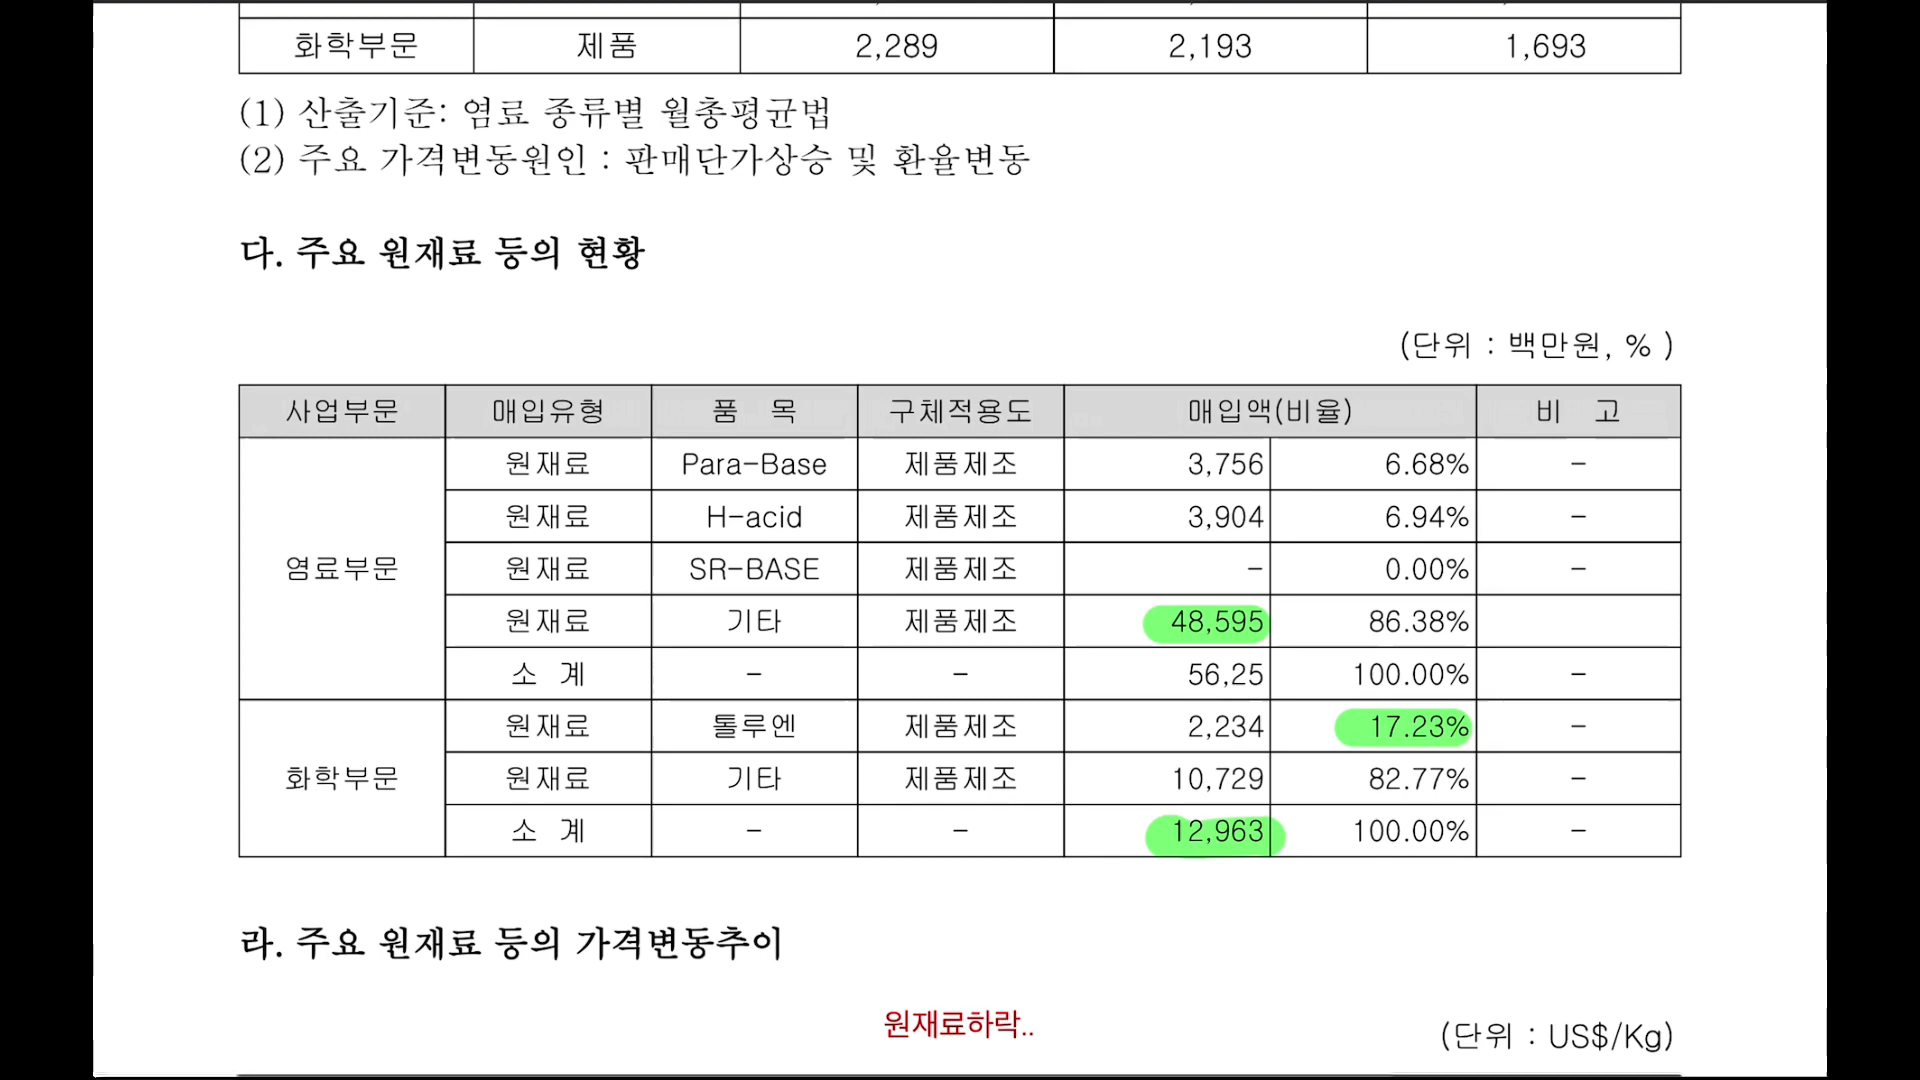 화학부문 제품 2,289 2,193 1,693
(1) 산출기준: 염료 종류별 월총평균법
(2) 주요 가격변동원인 : 판매단가상승 및 환율변동
다. 주요 원재료 등의 현황
(단위 : 백만원, % )
사업부문 매입유형 품 목 구체적용도 매입액(비율) 비 고
염료부문 원재료 Para-Base 제품제조 3,756 6.68% -
원재료 H-acid 제품제조 3,904 6.94% -
원재료 SR-BASE 제품제조 - 0.00% -
원재료 기타 제품제조 48,595 86.38%
소 계 - - 56,25 100.00% -
화학부문 원재료 톨루엔 제품제조 2,234 17.23% -
원재료 기타 제품제조 10,729 82.77% -
소 계 - - 12,963 100.00% -
라. 주요 원재료 등의 가격변동추이
원재료하락..
(단위 : US$/Kg)